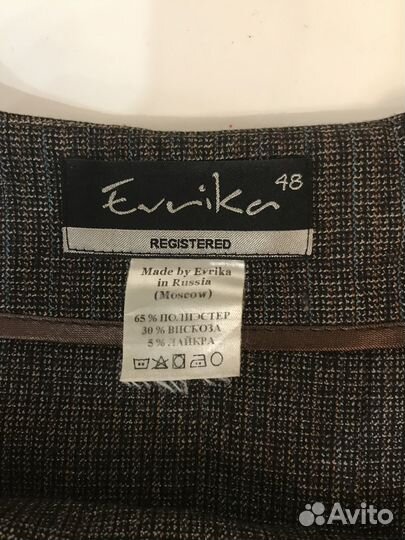 Evrika 48
REGISTERED
Made by Evrika
in Russia
(Moscow)
65 % ПОЛИЭСТЕР
30 % ВИСКОЗА
5 % ЛАЙКРА
Avito